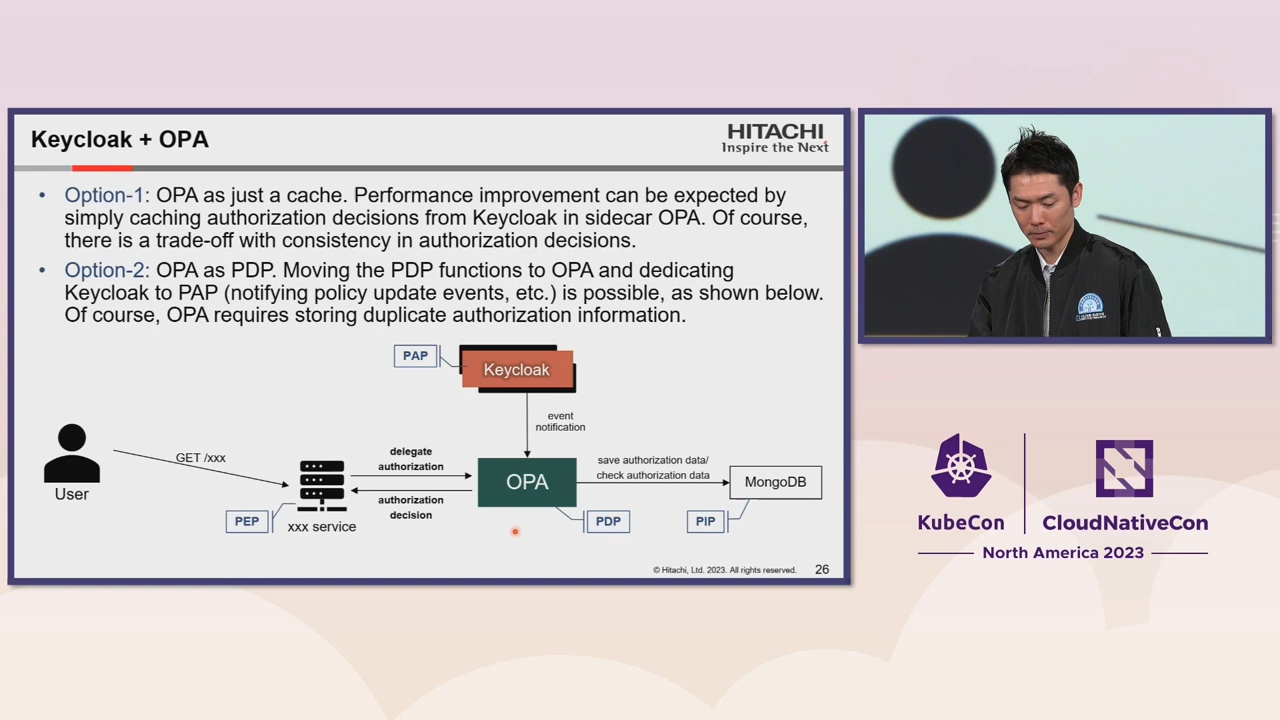 Keycloak + OPA
HITACHI
Inspire the Next
• Option-1: OPA as just a cache. Performance improvement can be expected by
simply caching authorization decisions from Keycloak in sidecar OPA. Of course,
there is a trade-off with consistency in authorization decisions.
• Option-2: OPA as PDP. Moving the PDP functions to OPA and dedicating
Keycloak to PAP (notifying policy update events, etc.) is possible, as shown below.
Of course, OPA requires storing duplicate authorization information.
PAP
Keycloak
event
notification
User
GET /xxx
PEP
xxx service
delegate
authorization
authorization
decision
OPA
PDP
save authorization data/
check authorization data
MongoDB
PIP
© Hitachi, Ltd. 2023. All rights reserved.
26
KubeCon
CloudNativeCon
North America 2023